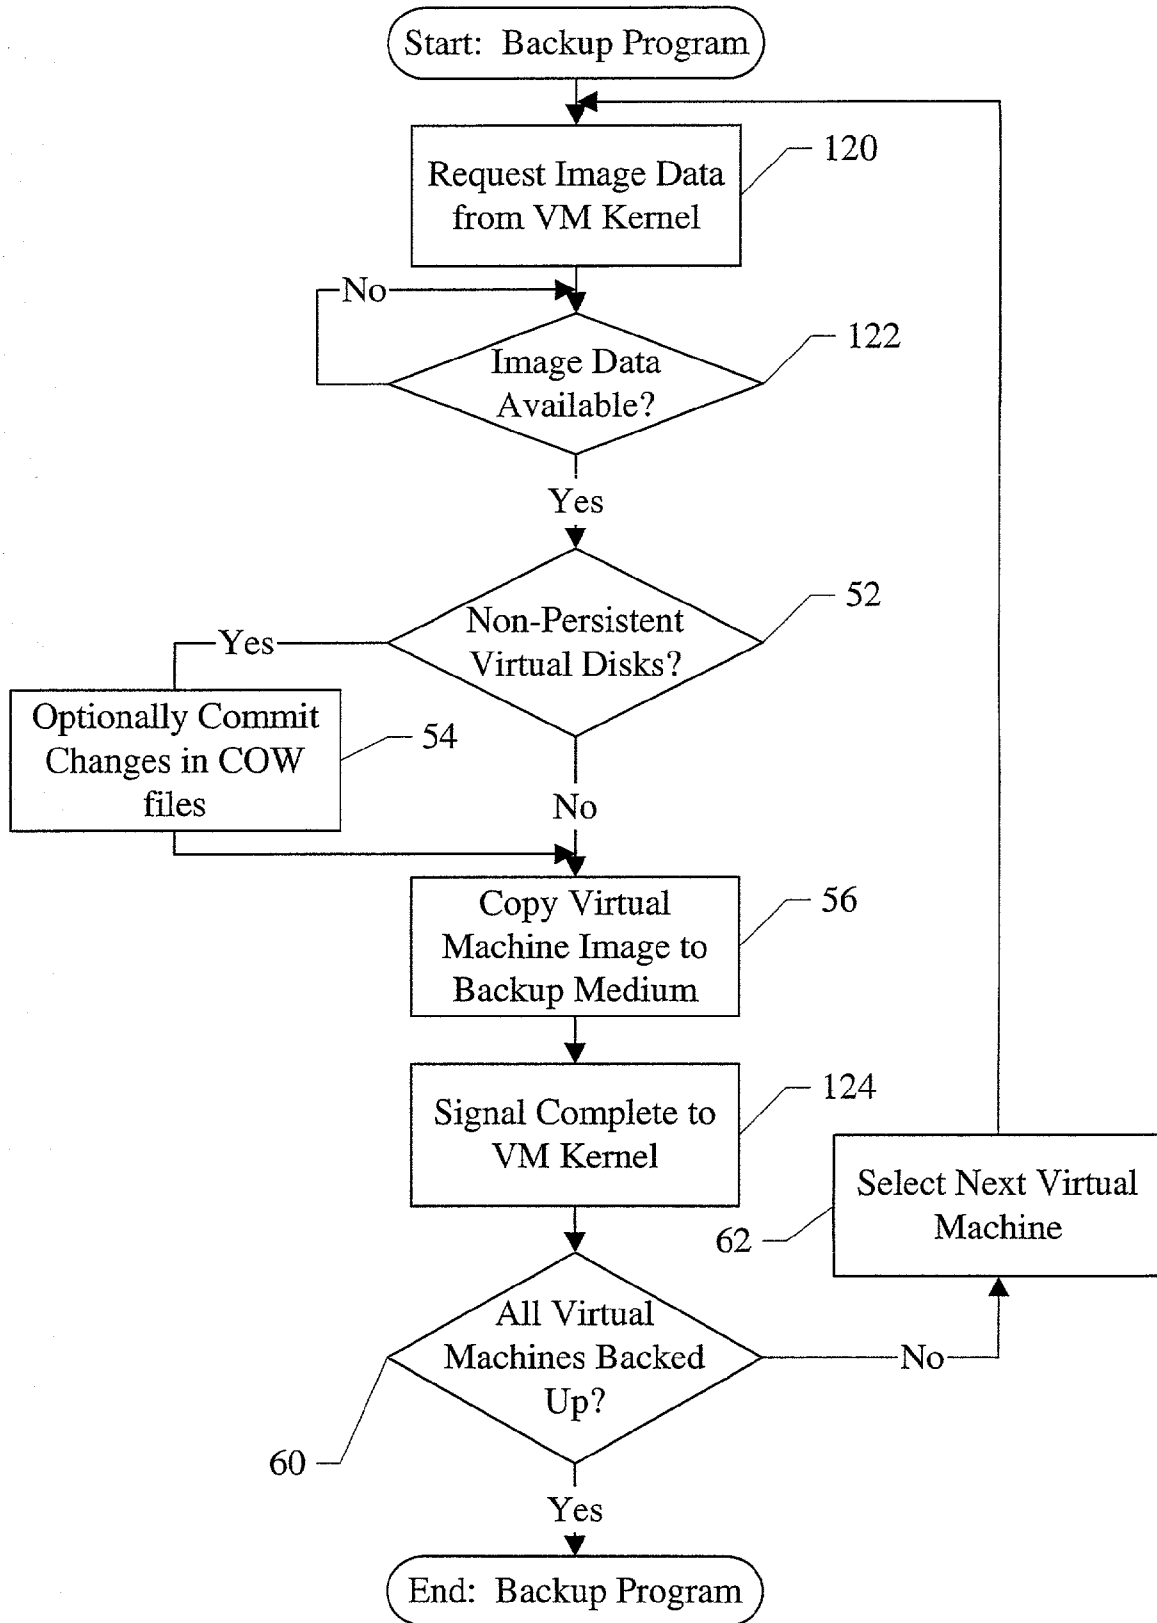 Start: Backup Program
Request Image Data
from VM Kernel
120
No
Image Data
Available?
122
Yes
Non-Persistent
Virtual Disks?
52
Yes
Optionally Commit
Changes in COW
files
54
No
Copy Virtual
Machine Image to
Backup Medium
56
Signal Complete to
VM Kernel
124
Select Next Virtual
Machine
62
All Virtual
Machines Backed
Up?
No
60
Yes
End: Backup Program